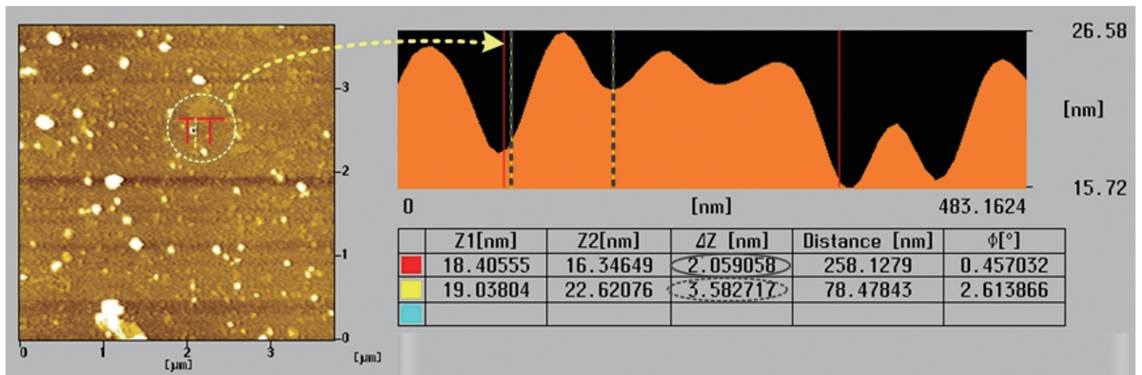 3
2
1
0
0 1 2 3
[μm] [μm]
26.58
[nm]
15.72
0 [nm] 483.1624
Z1[nm] Z2[nm] ΔZ [nm] Distance [nm] ϕ[°]
18.40555 16.34649 2.059058 258.1279 0.457032
19.03804 22.62076 3.582717 78.47843 2.613866